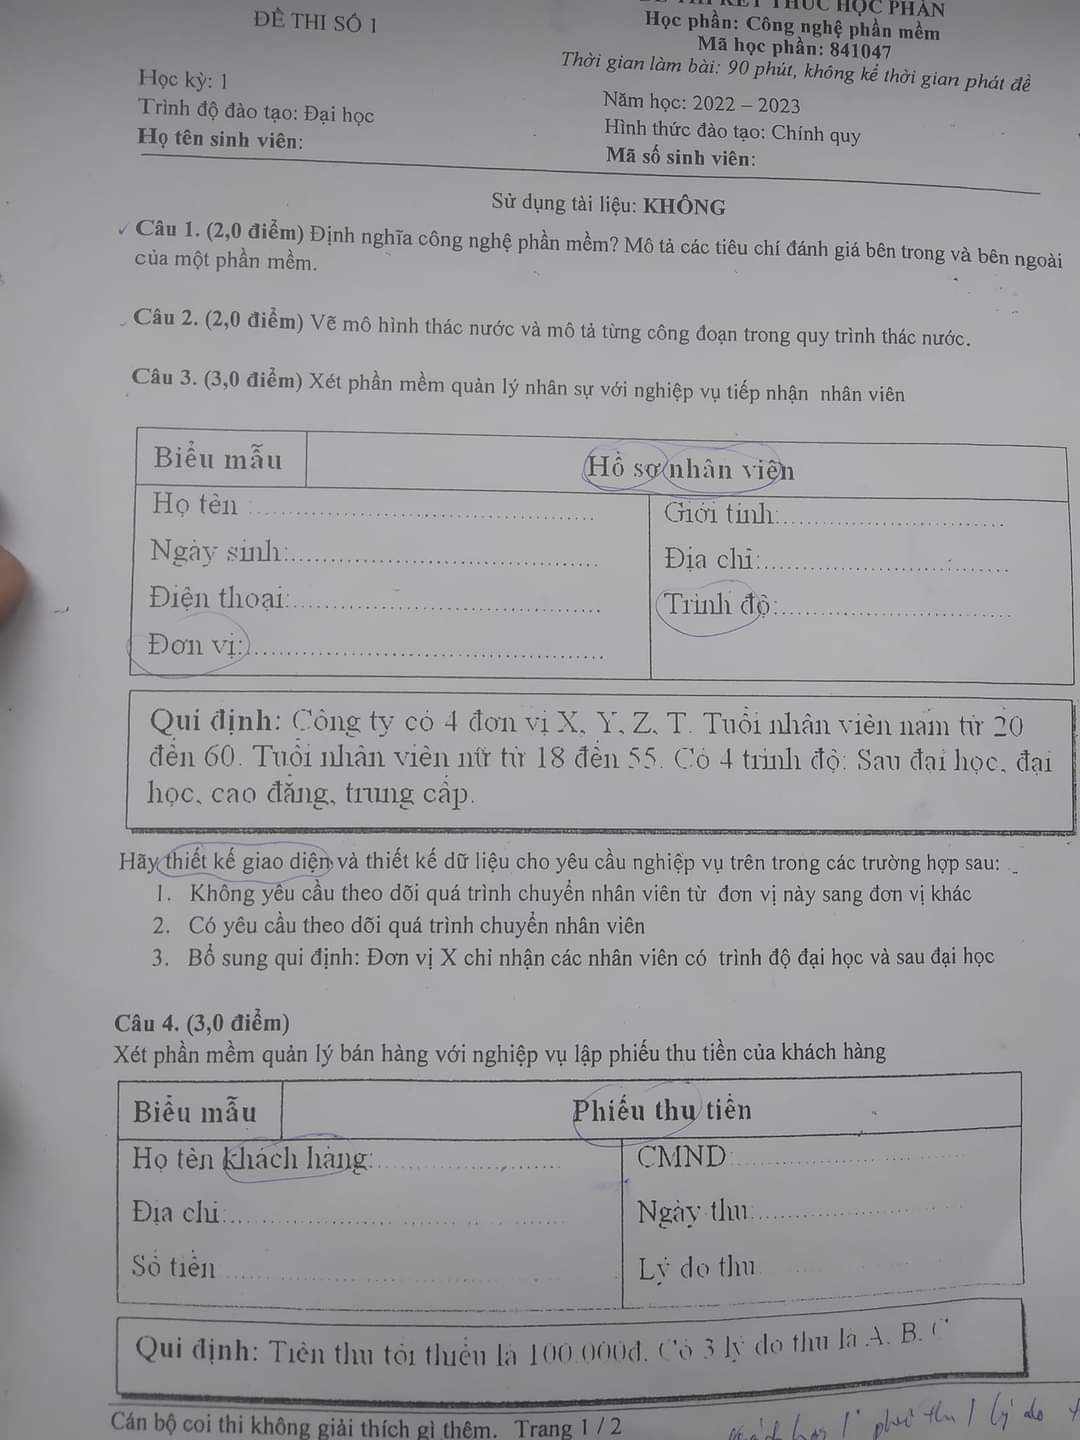 ĐỀ THI SỐ 1
THÚC HỌC PHẦN
Học phần: Công nghệ phần mềm
Mã học phần: 841047
Thời gian làm bài: 90 phút, không kể thời gian phát đề
Học kỳ: 1
Năm học: 2022 – 2023
Trình độ đào tạo: Đại học
Hình thức đào tạo: Chính quy
Họ tên sinh viên:
Mã số sinh viên:
Sử dụng tài liệu: KHÔNG
Câu 1. (2,0 điểm) Định nghĩa công nghệ phần mềm? Mô tả các tiêu chí đánh giá bên trong và bên ngoài
của một phần mềm.
Câu 2. (2,0 điểm) Vẽ mô hình thác nước và mô tả từng công đoạn trong quy trình thác nước.
Câu 3. (3,0 điểm) Xét phần mềm quản lý nhân sự với nghiệp vụ tiếp nhận nhân viên
Biểu mẫu
Hồ sơ nhân viên
Họ tên
Giới tính:
Ngày sinh:
Địa chỉ:
Điện thoại:
Trình độ:
Đơn vị:
Qui định: Công ty có 4 đơn vị X, Y, Z, T. Tuổi nhân viên nam từ 20
đến 60. Tuổi nhân viên nữ từ 18 đến 55. Có 4 trình độ: Sau đại học, đại
học, cao đẳng, trung cấp.
Hãy thiết kế giao diện và thiết kế dữ liệu cho yêu cầu nghiệp vụ trên trong các trường hợp sau:
1. Không yêu cầu theo dõi quá trình chuyển nhân viên từ đơn vị này sang đơn vị khác
2. Có yêu cầu theo dõi quá trình chuyển nhân viên
3. Bổ sung qui định: Đơn vị X chỉ nhận các nhân viên có trình độ đại học và sau đại học
Câu 4. (3,0 điểm)
Xét phần mềm quản lý bán hàng với nghiệp vụ lập phiếu thu tiền của khách hàng
Biểu mẫu
Phiếu thu tiền
Họ tên khách hàng:
CMND:
Địa chỉ:
Ngày thu:
Số tiền
Lý do thu
Qui định: Tiền thu tối thiểu là 100.000đ. Có 3 lý do thu là A, B, C
Cán bộ coi thi không giải thích gì thêm. Trang 1 / 2
1 phiếu thu 1 lý do